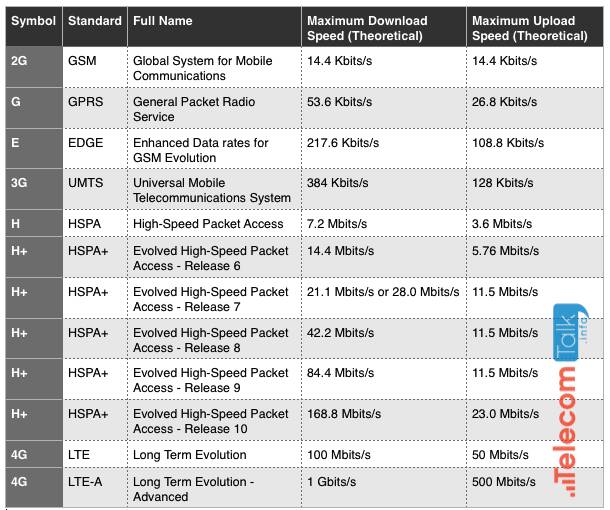 Symbol Standard Full Name Maximum Download Speed (Theoretical) Maximum Upload Speed (Theoretical)
2G GSM Global System for Mobile Communications 14.4 Kbits/s 14.4 Kbits/s
G GPRS General Packet Radio Service 53.6 Kbits/s 26.8 Kbits/s
E EDGE Enhanced Data rates for GSM Evolution 217.6 Kbits/s 108.8 Kbits/s
3G UMTS Universal Mobile Telecommunications System 384 Kbits/s 128 Kbits/s
H HSPA High-Speed Packet Access 7.2 Mbits/s 3.6 Mbits/s
H+ HSPA+ Evolved High-Speed Packet Access - Release 6 14.4 Mbits/s 5.76 Mbits/s
H+ HSPA+ Evolved High-Speed Packet Access - Release 7 21.1 Mbits/s or 28.0 Mbits/s 11.5 Mbits/s
H+ HSPA+ Evolved High-Speed Packet Access - Release 8 42.2 Mbits/s 11.5 Mbits/s
H+ HSPA+ Evolved High-Speed Packet Access - Release 9 84.4 Mbits/s 11.5 Mbits/s
H+ HSPA+ Evolved High-Speed Packet Access - Release 10 168.8 Mbits/s 23.0 Mbits/s
4G LTE Long Term Evolution 100 Mbits/s 50 Mbits/s
4G LTE-A Long Term Evolution - Advanced 1 Gbits/s 500 Mbits/s
Telecom Talk .info